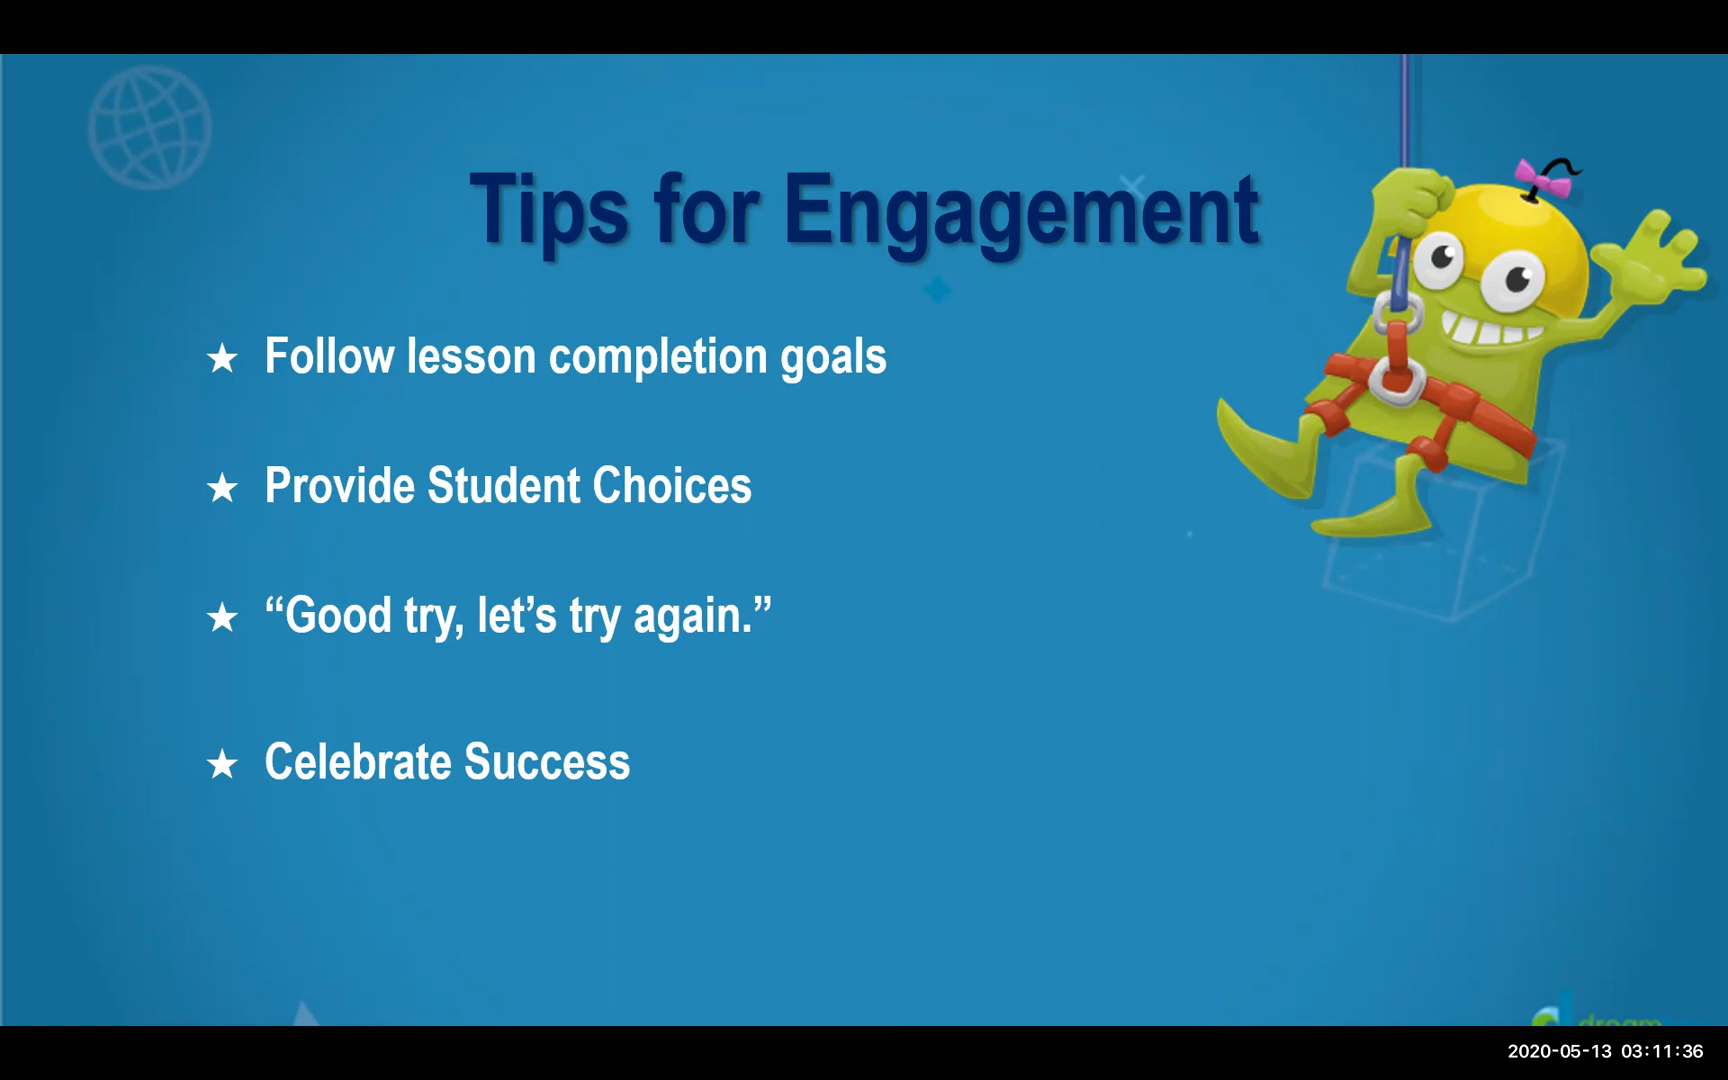 Tips for Engagement
★ Follow lesson completion goals
★ Provide Student Choices
★ “Good try, let’s try again.”
★ Celebrate Success
2020-05-13 03:11:36